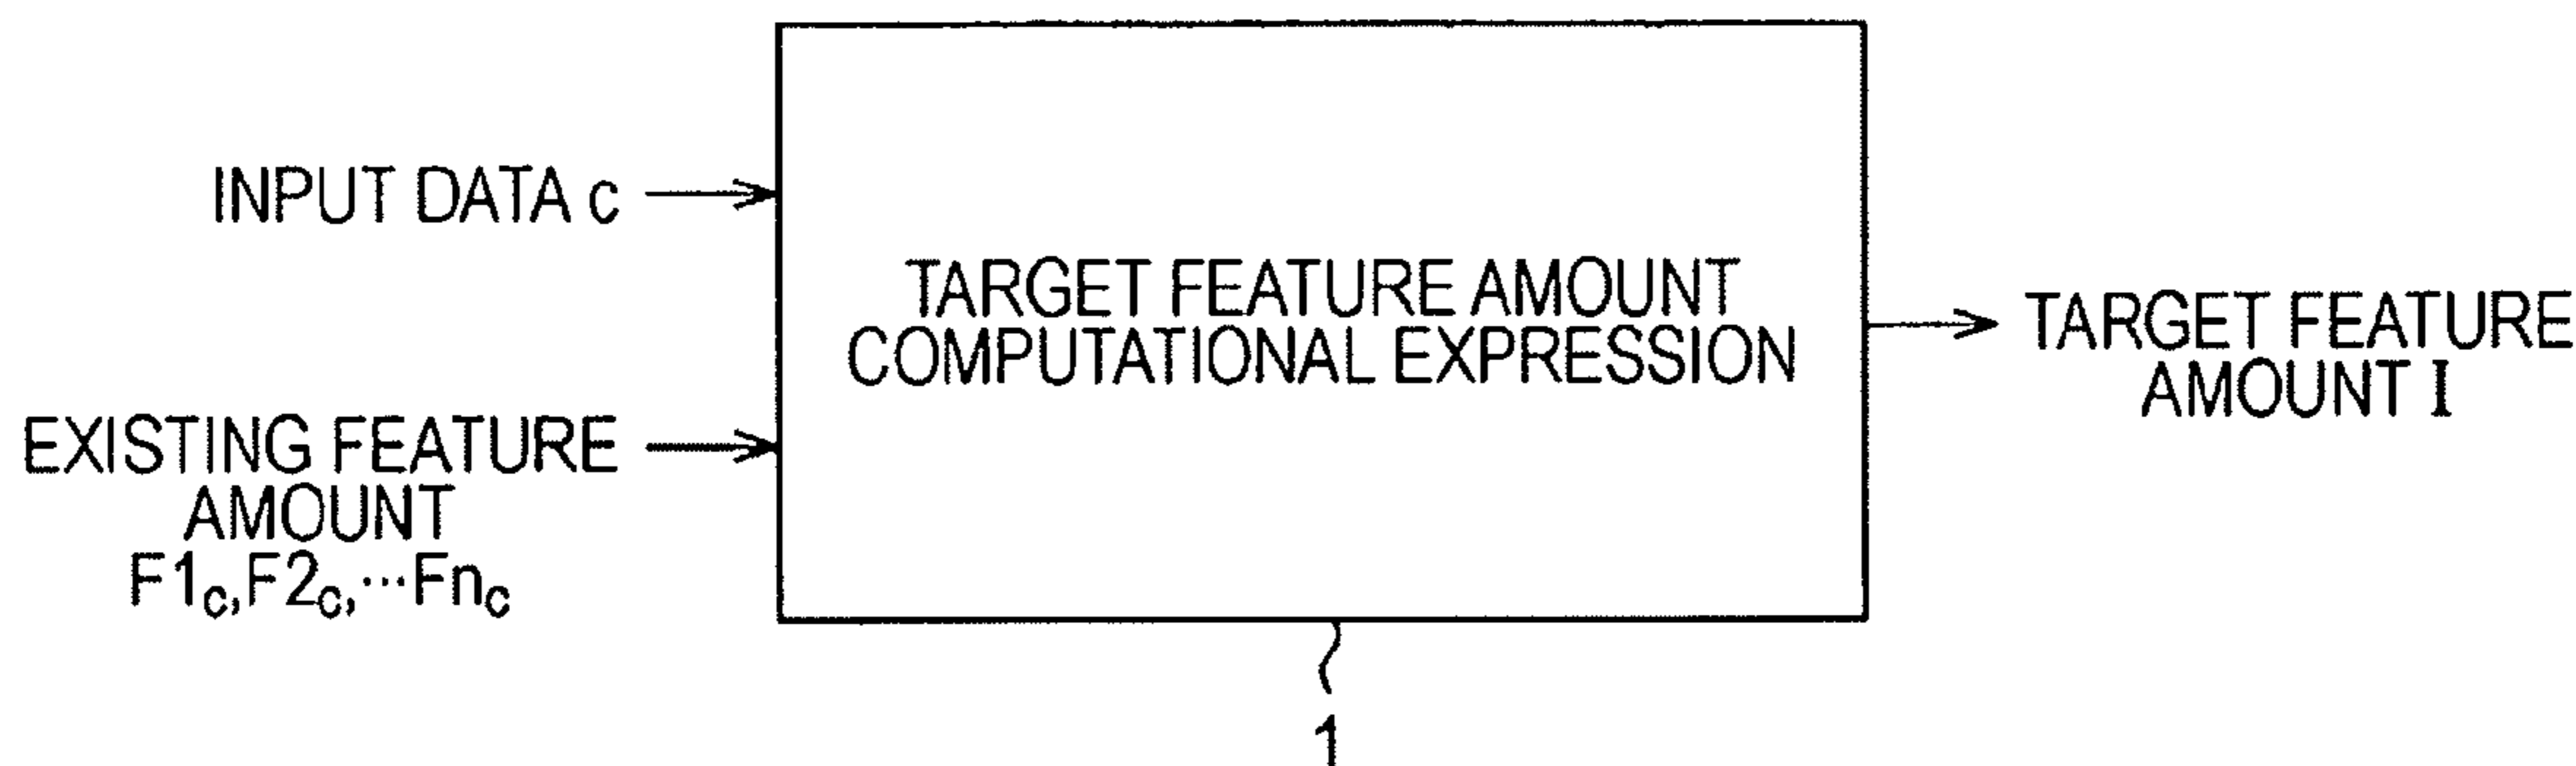 INPUT DATA c
EXISTING FEATURE
AMOUNT
F1c,F2c,···Fnc
TARGET FEATURE AMOUNT
COMPUTATIONAL EXPRESSION
TARGET FEATURE
AMOUNT I
1